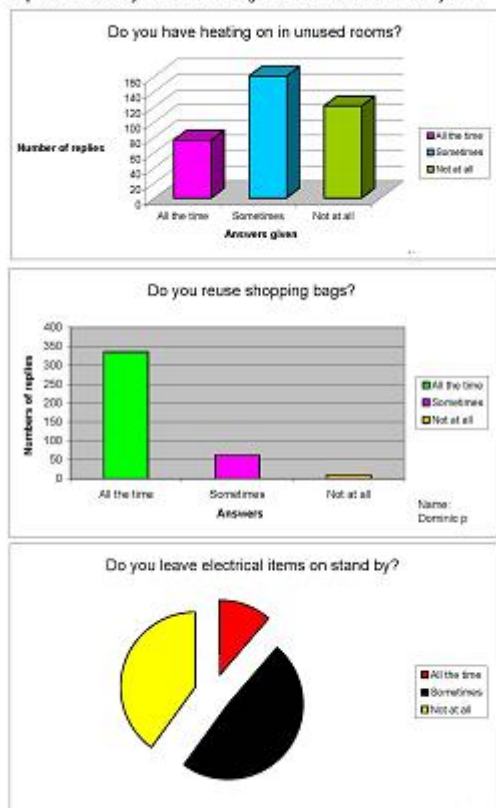 Do you have heating on in unused rooms?
160
140
120
100
80
60
40
20
0
Number of replies
All the time
Sometimes
Not at all
All the time Sometimes Not at all
Answers given
Do you reuse shopping bags?
400
350
300
250
200
150
100
50
0
Numbers of replies
All the time
Sometimes
Not at all
All the time Sometimes Not at all
Answers
Name:
Dominic p
Do you leave electrical items on stand by?
All the time
Sometimes
Not at all